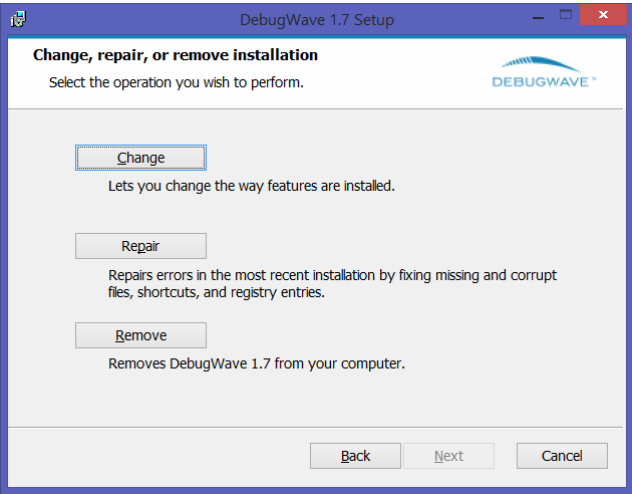 DebugWave 1.7 Setup
Change, repair, or remove installation
Select the operation you wish to perform.
DEBUGWAVE™
Change
Lets you change the way features are installed.
Repair
Repairs errors in the most recent installation by fixing missing and corrupt
files, shortcuts, and registry entries.
Remove
Removes DebugWave 1.7 from your computer.
Back
Next
Cancel